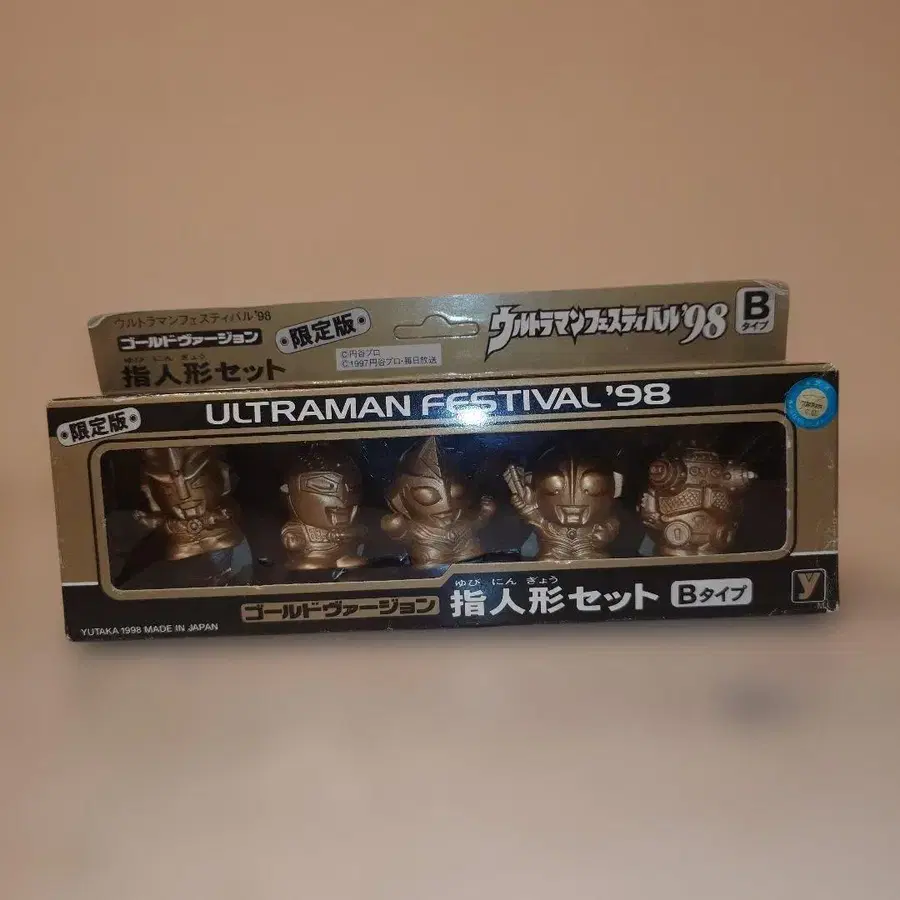 ウルトラマンフェスティバル'98
ゴールドヴァージョン
限定版
ゆび にん ぎょう
指人形セット
©円谷プロ
©1997円谷プロ・毎日放送
ウルトラマンフェスティバル'98
B
タイプ
限定版
ULTRAMAN FESTIVAL '98
ゆび にん ぎょう
ゴールドヴァージョン 指人形セット Bタイプ
y
YUTAKA 1998 MADE IN JAPAN